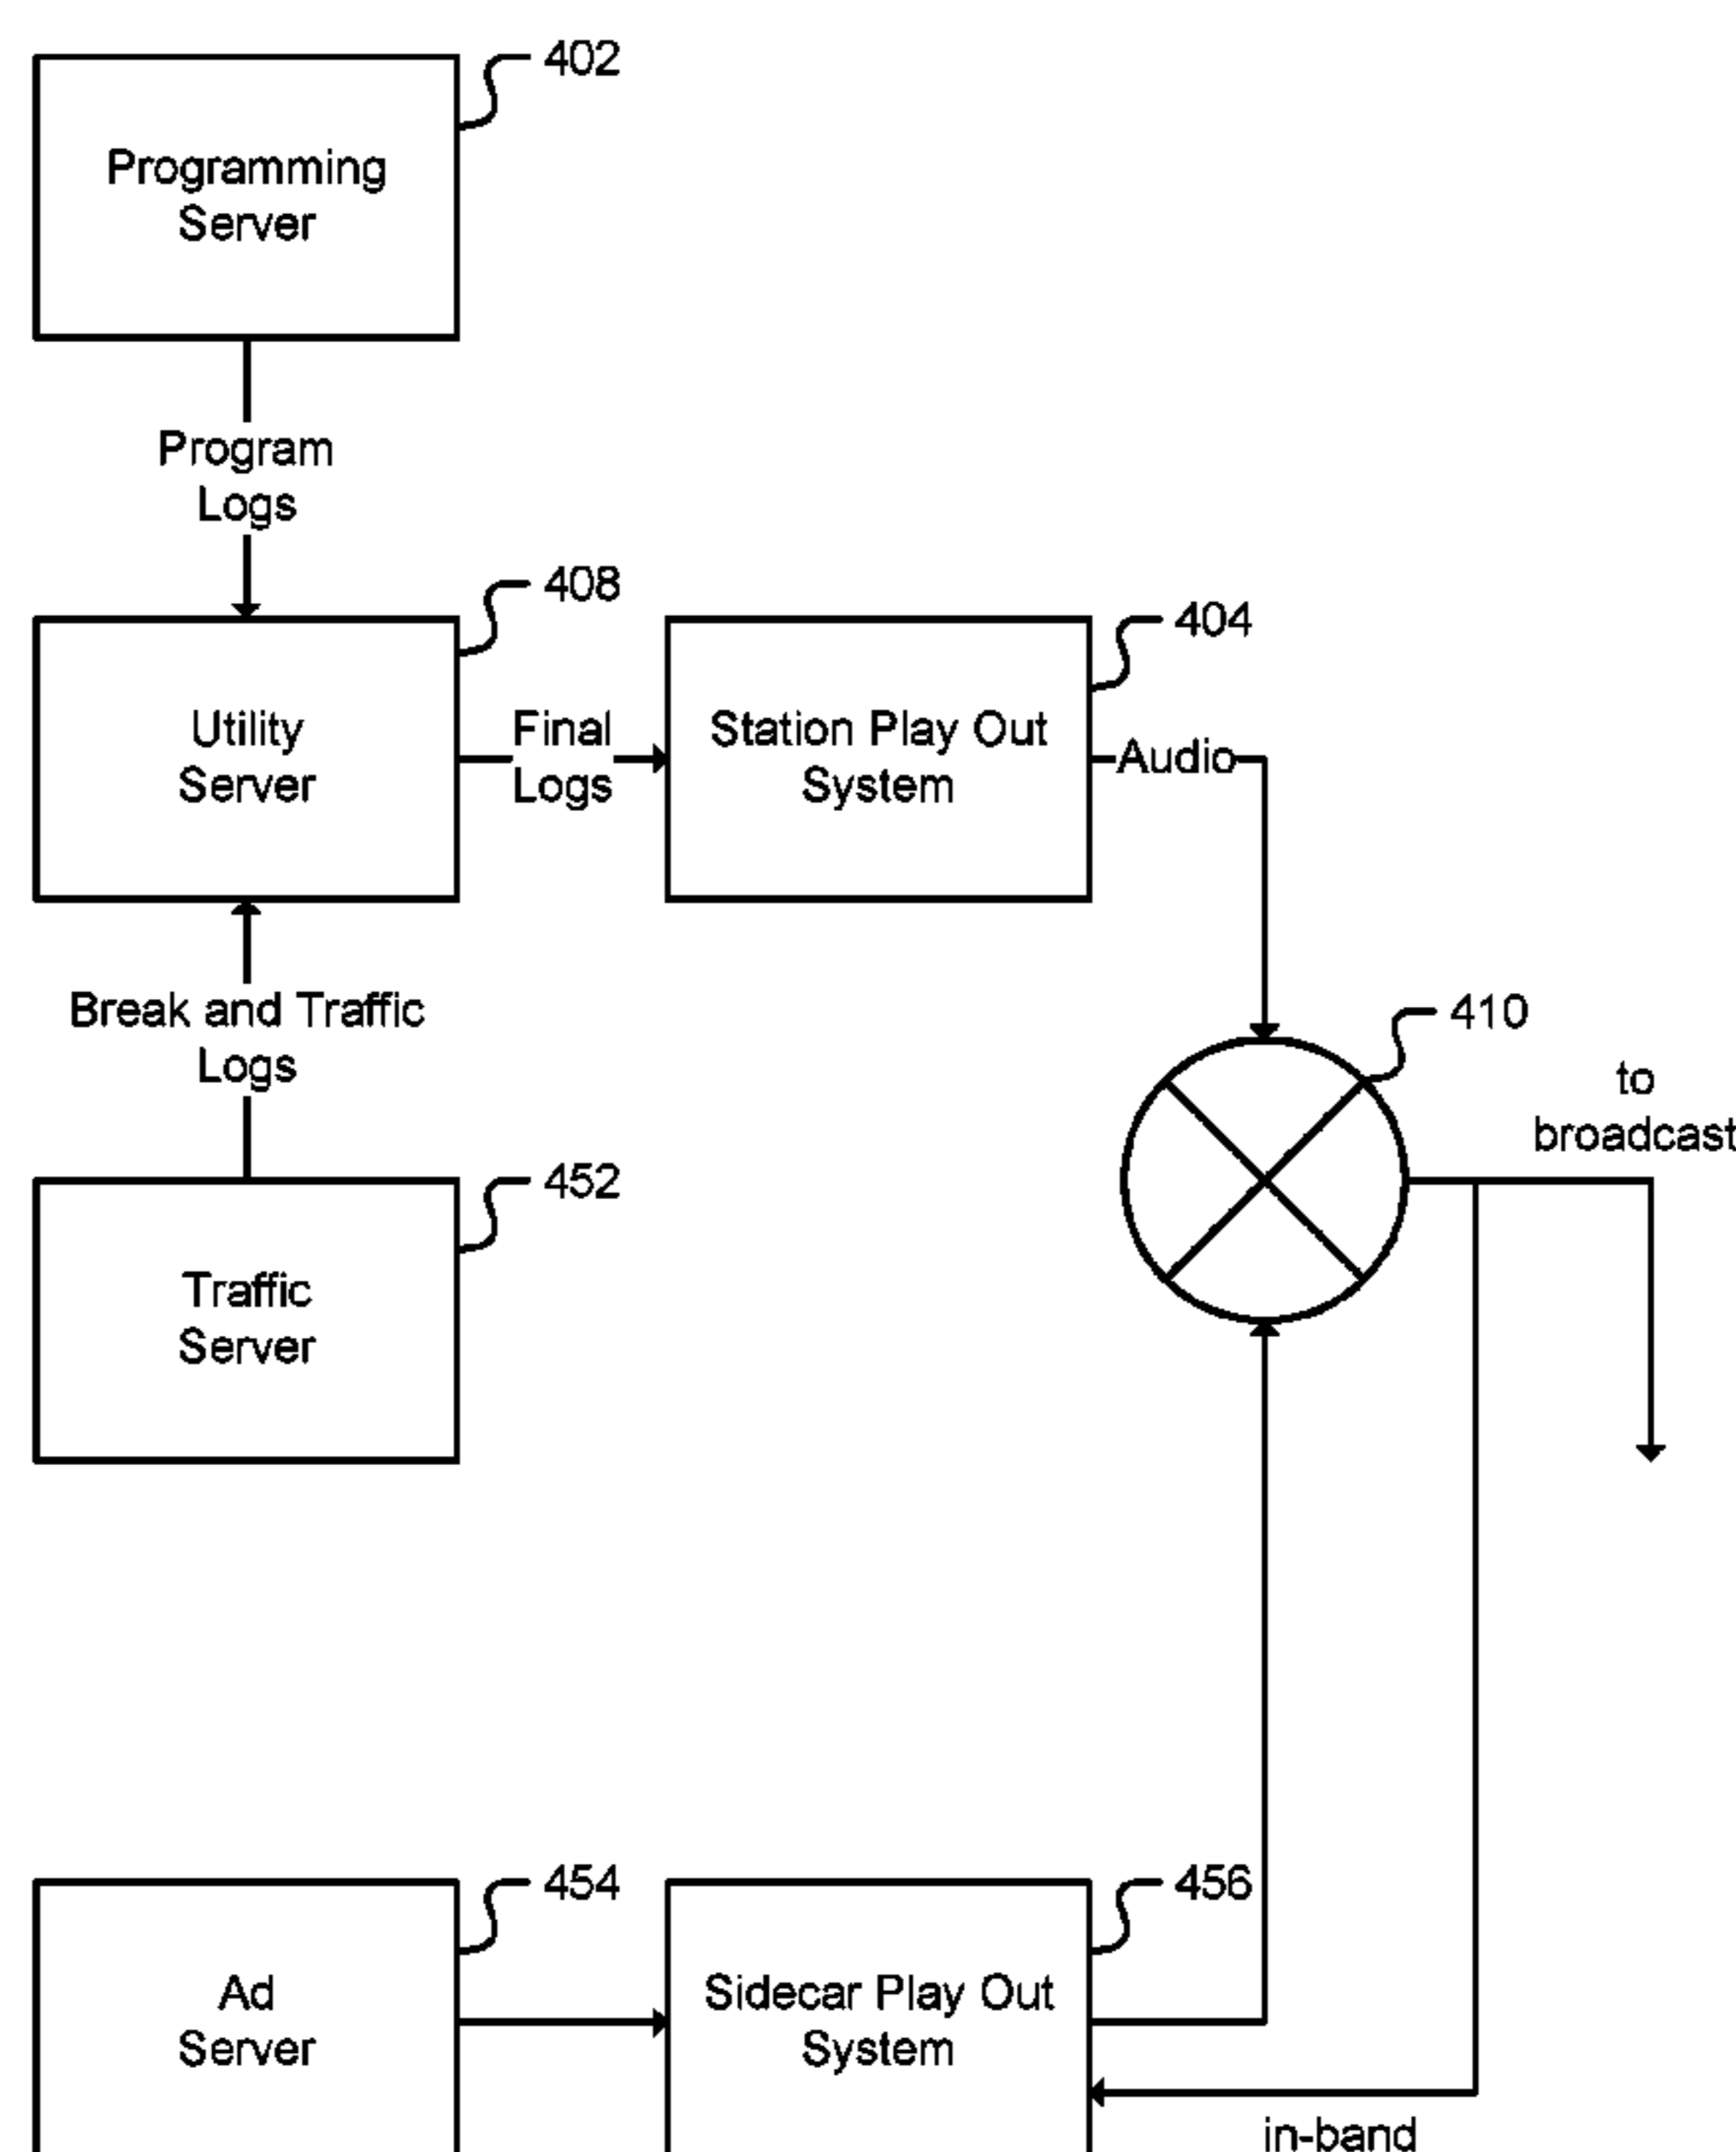 402
Programming
Server
Program
Logs
408
404
Utility
Server
Final
Logs
Station Play Out
System
Audio
Break and Traffic
Logs
410
to
broadcast
452
Traffic
Server
454
456
Ad
Server
Sidecar Play Out
System
in-band